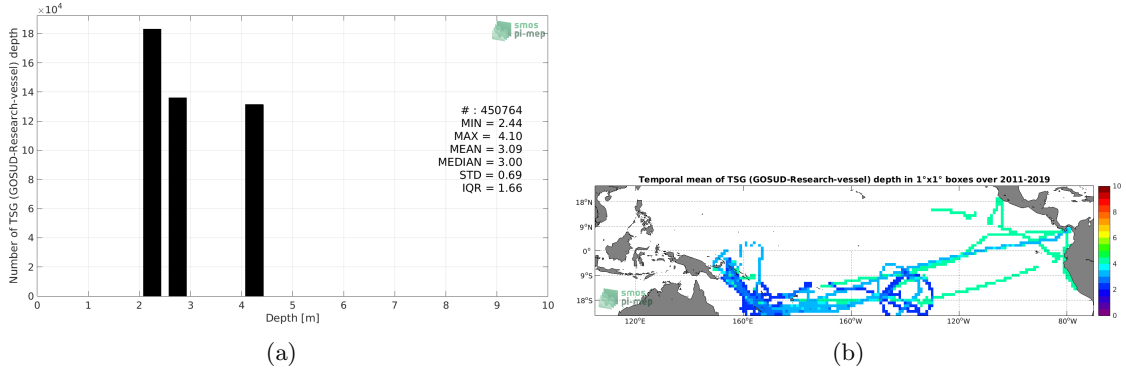 ×10⁴
18
16
14
12
10
8
6
4
2
0
Number of TSG (GOSUD-Research-vessel) depth
smos
pi-mep
# : 450764
MIN = 2.44
MAX = 4.10
MEAN = 3.09
MEDIAN = 3.00
STD = 0.69
IQR = 1.66
0 1 2 3 4 5 6 7 8 9 10
Depth [m]
(a)
Temporal mean of TSG (GOSUD-Research-vessel) depth in 1°x1° boxes over 2011-2019
18°N
9°N
0°
9°S
18°S
smos
pi-mep
120°E 160°E 160°W 120°W 80°W
10
8
6
4
2
0
(b)